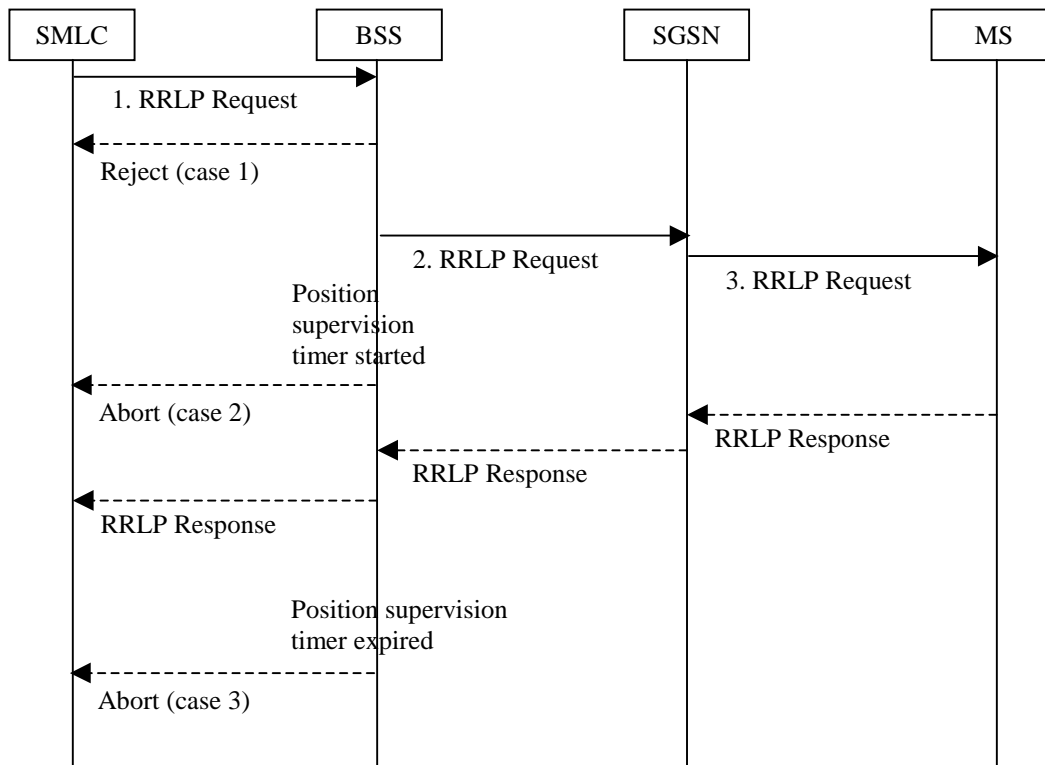 SMLC
BSS
SGSN
MS
1. RRLP Request
Reject (case 1)
2. RRLP Request
3. RRLP Request
Position
supervision
timer started
Abort (case 2)
RRLP Response
RRLP Response
RRLP Response
Position supervision
timer expired
Abort (case 3)